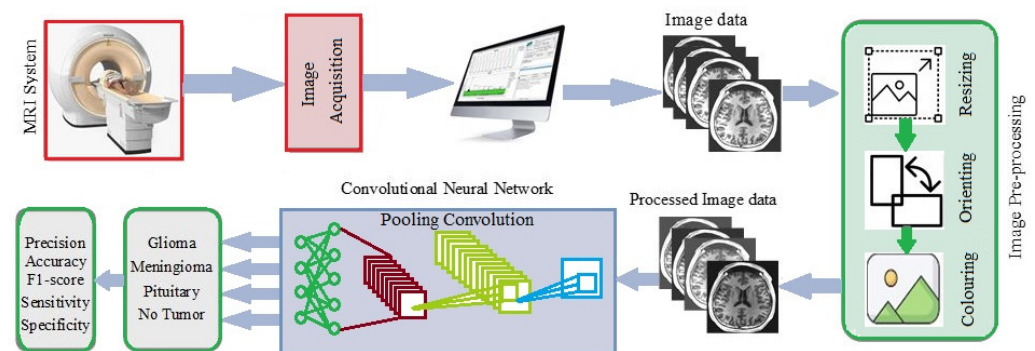 MRI System
Image
Acquisition
Image data
Resizing
Orienting
Colouring
Image Pre-processing
Processed Image data
Convolutional Neural Network
Pooling Convolution
Glioma
Meningioma
Pituitary
No Tumor
Precision
Accuracy
F1-score
Sensitivity
Specificity